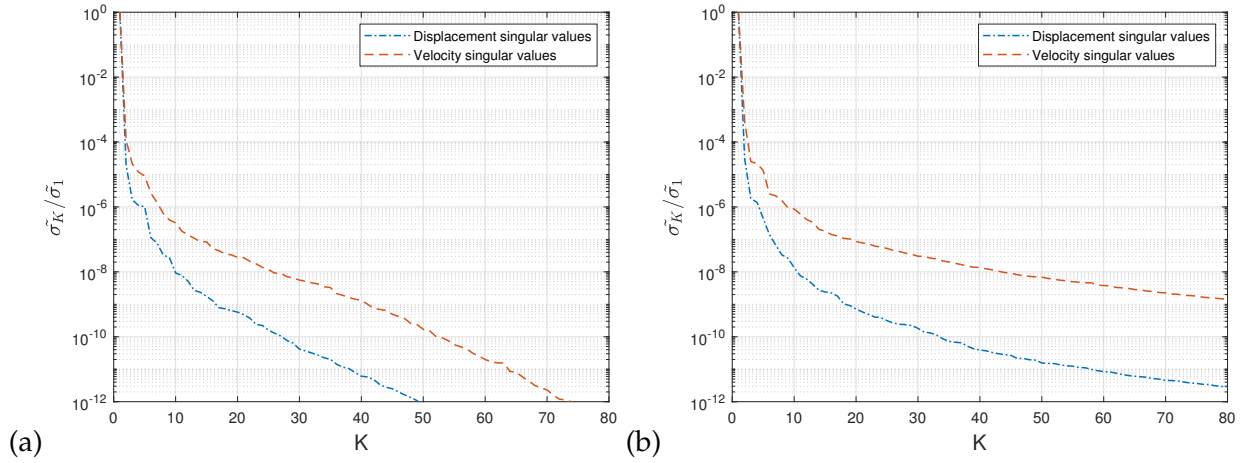 10^0
10^-2
10^-4
10^-6
10^-8
10^-10
10^-12
σ̃_K/σ̃_1
0 10 20 30 40 50 60 70 80
K
Displacement singular values
Velocity singular values
(a)
10^0
10^-2
10^-4
10^-6
10^-8
10^-10
10^-12
σ̃_K/σ̃_1
0 10 20 30 40 50 60 70 80
K
Displacement singular values
Velocity singular values
(b)